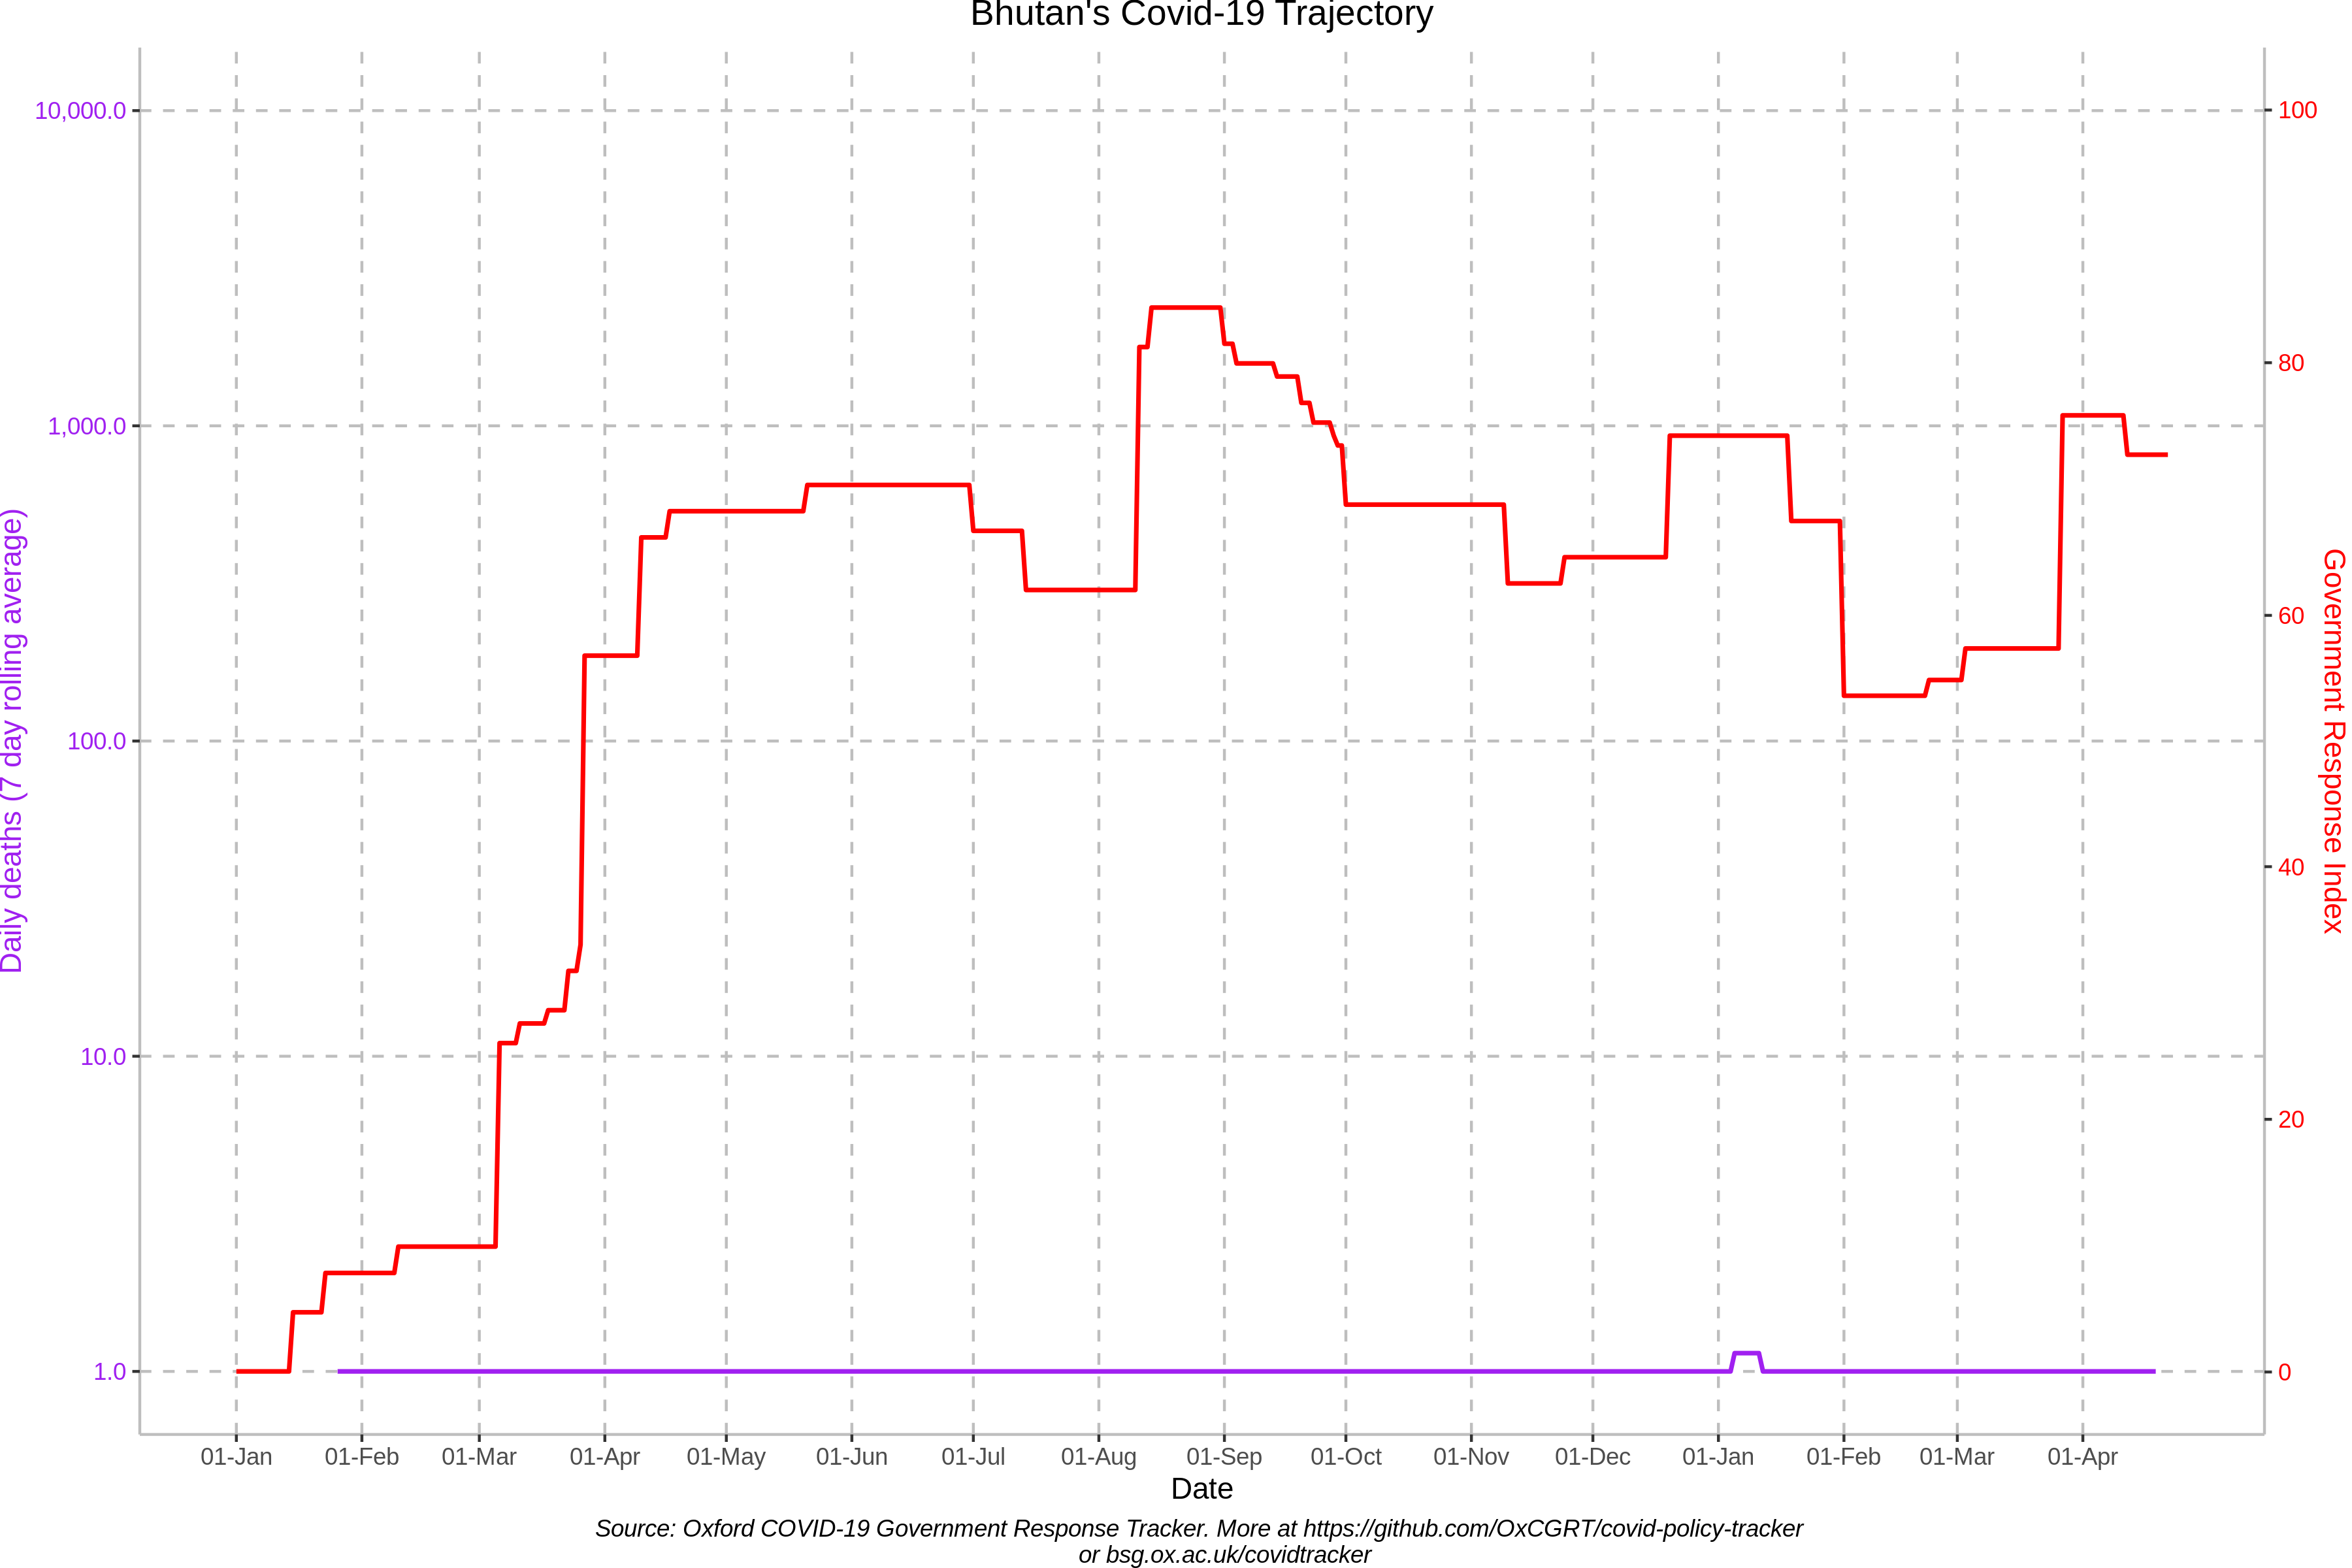 Bhutan's Covid-19 Trajectory
Daily deaths (7 day rolling average)
10,000.0
1,000.0
100.0
10.0
1.0
100
80
60
40
20
0
Government Response Index
01-Jan 01-Feb 01-Mar 01-Apr 01-May 01-Jun 01-Jul 01-Aug 01-Sep 01-Oct 01-Nov 01-Dec 01-Jan 01-Feb 01-Mar 01-Apr
Date
Source: Oxford COVID-19 Government Response Tracker. More at https://github.com/OxCGRT/covid-policy-tracker
or bsg.ox.ac.uk/covidtracker